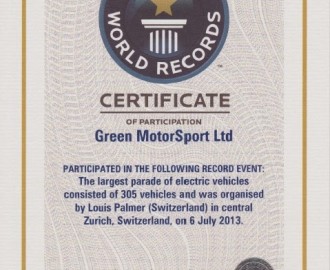 WORLD RECORDS
CERTIFICATE
OF PARTICIPATION
Green MotorSport Ltd
PARTICIPATED IN THE FOLLOWING RECORD EVENT:
The largest parade of electric vehicles
consisted of 305 vehicles and was organised
by Louis Palmer (Switzerland) in central
Zurich, Switzerland, on 6 July 2013.